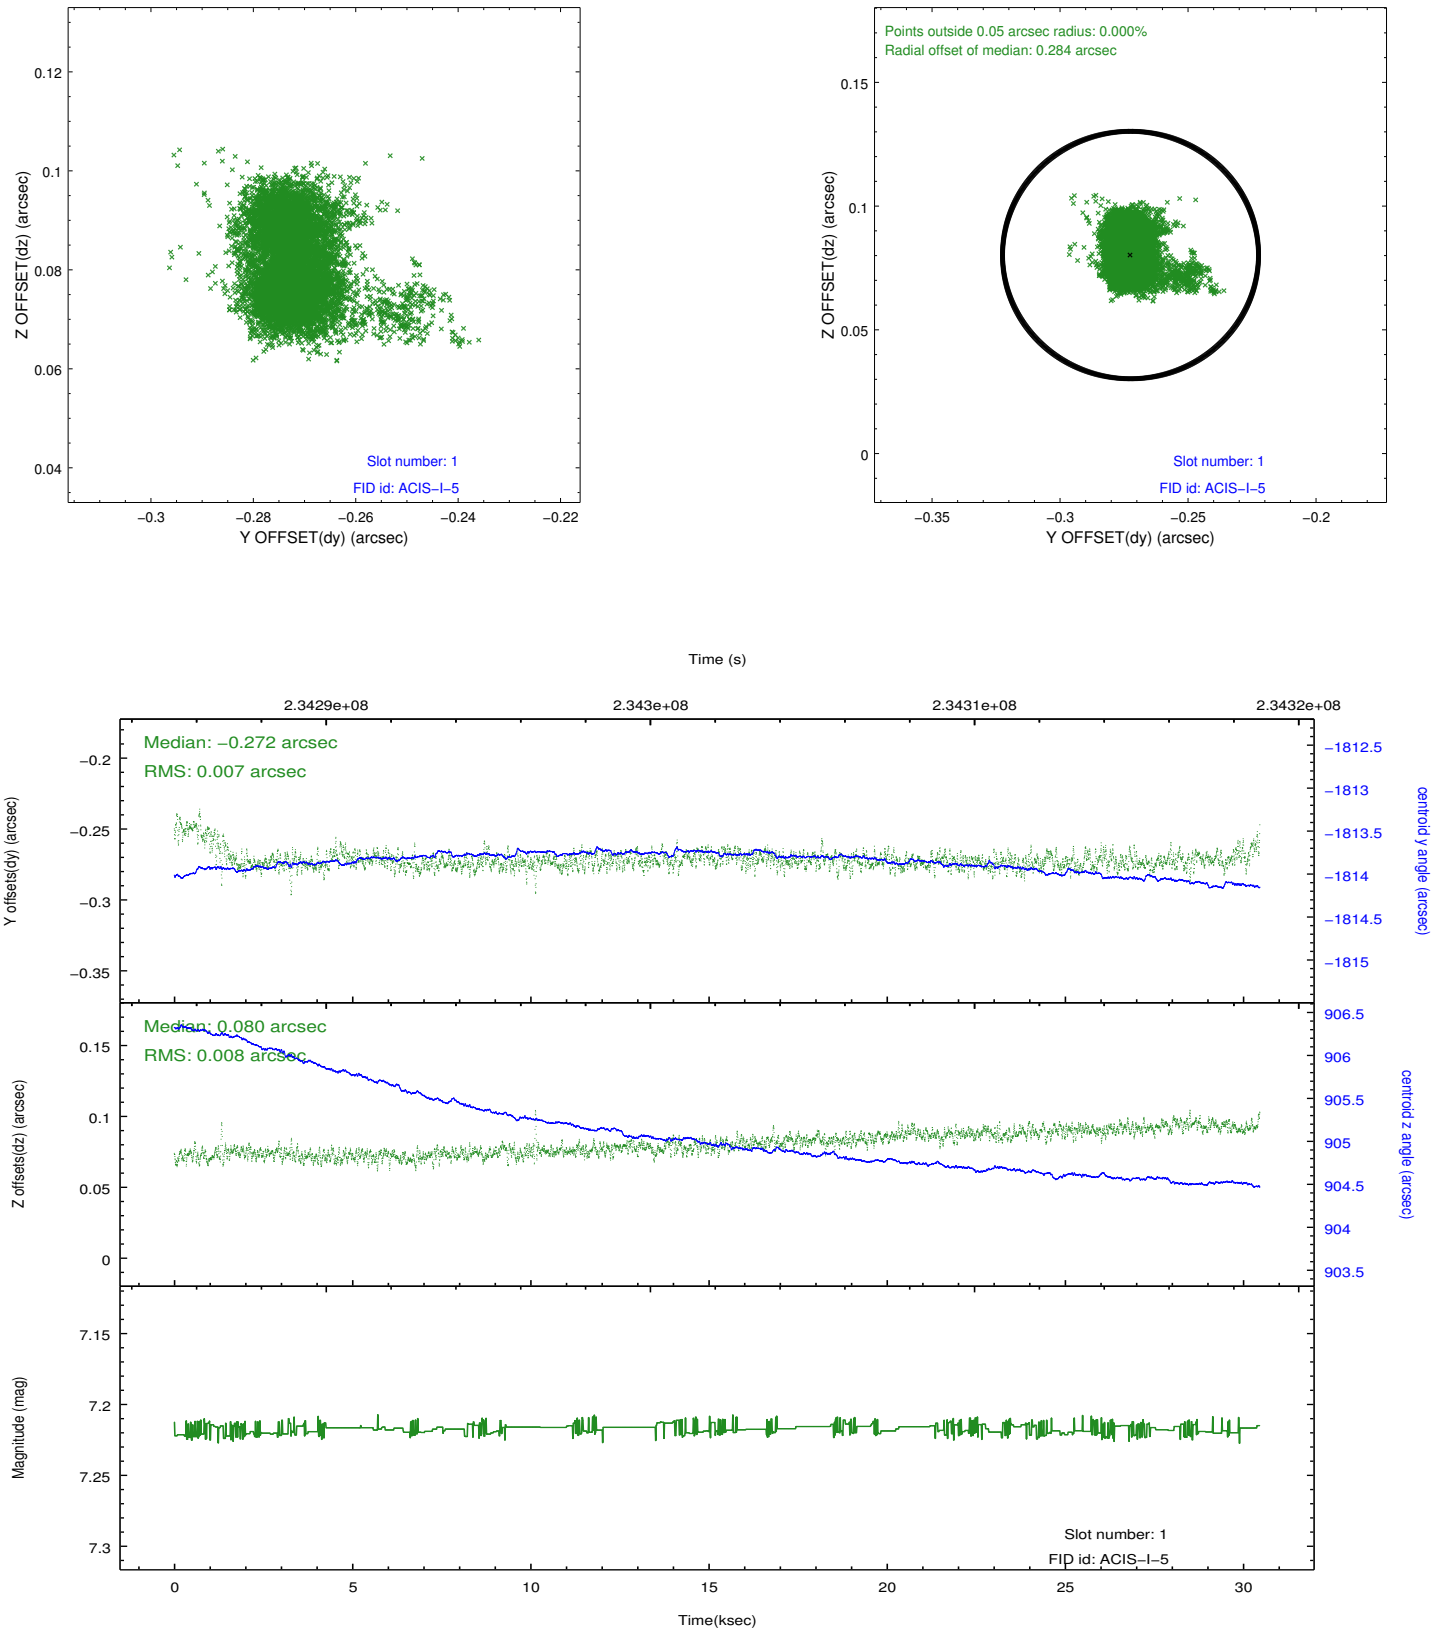 0.12
0.1
0.08
0.06
0.04
Z OFFSET(dz) (arcsec)
Slot number: 1
FID id: ACIS−I−5
−0.3
−0.28
−0.26
−0.24
−0.22
Y OFFSET(dy) (arcsec)
Points outside 0.05 arcsec radius: 0.000%
Radial offset of median: 0.284 arcsec
0.15
0.1
0.05
0
Z OFFSET(dz) (arcsec)
Slot number: 1
FID id: ACIS−I−5
−0.35
−0.3
−0.25
−0.2
Y OFFSET(dy) (arcsec)
Time (s)
2.3429e+08
2.343e+08
2.3431e+08
2.3432e+08
Median: −0.272 arcsec
RMS: 0.007 arcsec
−0.2
−0.25
−0.3
−0.35
Y offsets(dy) (arcsec)
−1812.5
−1813
−1813.5
−1814
−1814.5
−1815
centroid y angle (arcsec)
Median: 0.080 arcsec
RMS: 0.008 arcsec
0.15
0.1
0.05
0
Z offsets(dz) (arcsec)
906.5
906
905.5
905
904.5
904
903.5
centroid z angle (arcsec)
7.15
7.2
7.25
7.3
Magnitude (mag)
Slot number: 1
FID id: ACIS−I−5
0
5
10
15
20
25
30
Time(ksec)